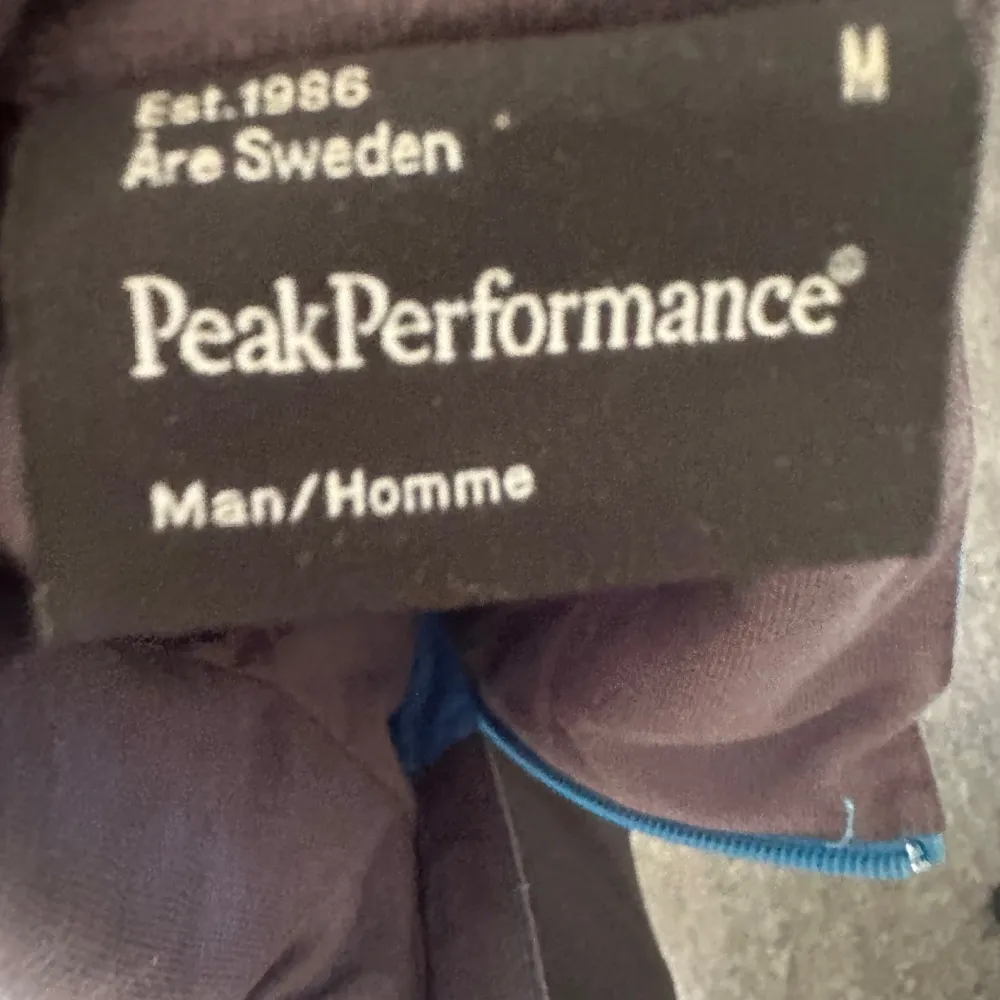 M
Est.1986
Åre Sweden
PeakPerformance®
Man/Homme